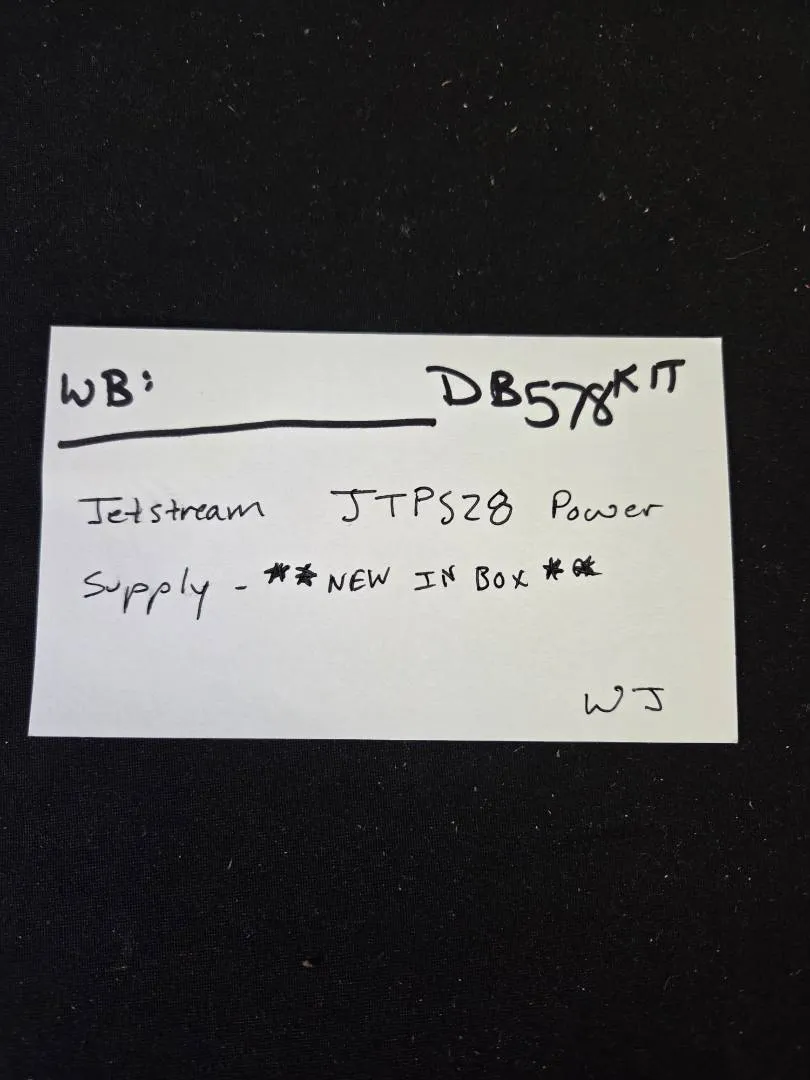 WB: DB578KIT
Jetstream JTPS28 Power
Supply - **NEW IN BOX**
WJ